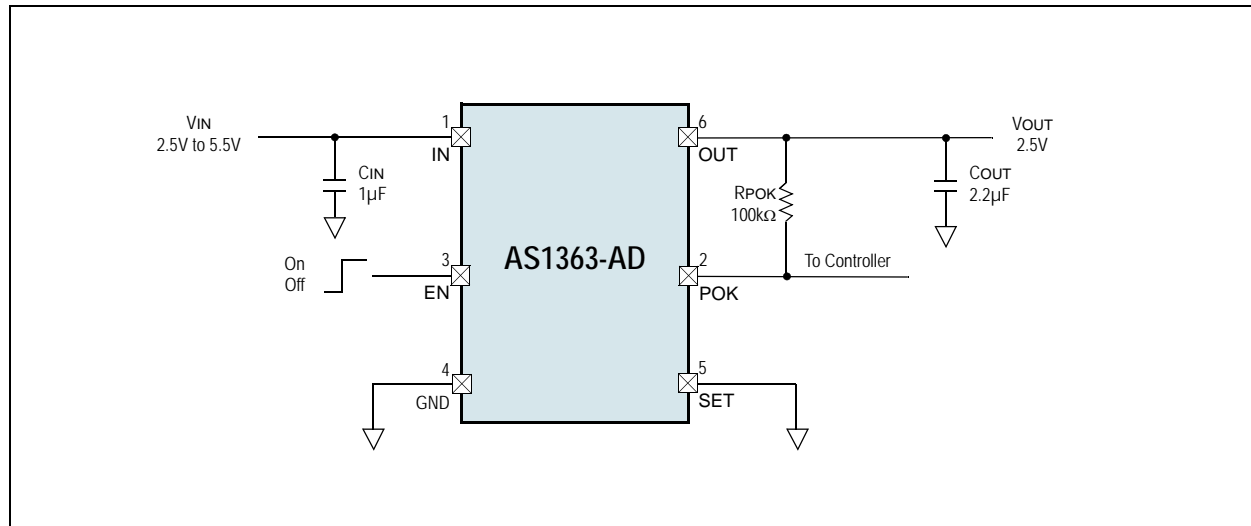 VIN
2.5V to 5.5V
CIN
1µF
On
Off
1
IN
3
EN
4
GND
AS1363-AD
6
OUT
2
POK
5
SET
RPOK
100kΩ
To Controller
VOUT
2.5V
COUT
2.2µF